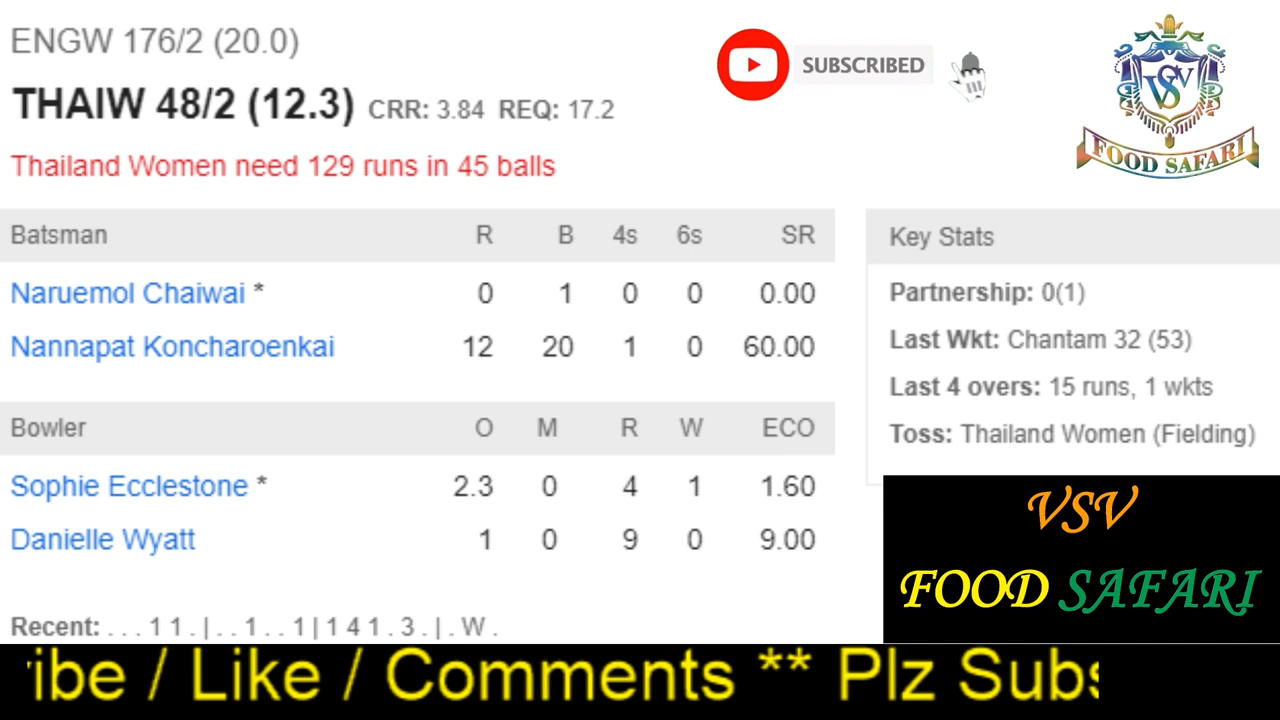 ENGW 176/2 (20.0)
THAIW 48/2 (12.3) CRR: 3.84 REQ: 17.2
Thailand Women need 129 runs in 45 balls
SUBSCRIBED
VSV
FOOD SAFARI
Batsman R B 4s 6s SR
Naruemol Chaiwai * 0 1 0 0 0.00
Nannapat Koncharoenkai 12 20 1 0 60.00
Bowler O M R W ECO
Sophie Ecclestone * 2.3 0 4 1 1.60
Danielle Wyatt 1 0 9 0 9.00
Recent: . . . 1 1 . | . . 1 . . 1 | 1 4 1 . 3 . | . W .
Key Stats
Partnership: 0(1)
Last Wkt: Chantam 32 (53)
Last 4 overs: 15 runs, 1 wkts
Toss: Thailand Women (Fielding)
VSV
FOOD SAFARI
ibe / Like / Comments ** Plz Subs